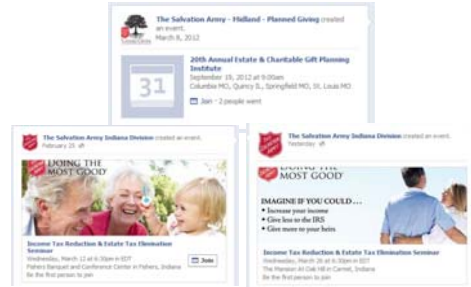 The Salvation Army - Midland - Planned Giving created
an event.
March 8, 2012
31
20th Annual Estate & Charitable Gift Planning
Institute
September 19, 2012 at 9:00am
Columbia MO, Quincy IL, Springfield MO, St. Louis MO
Join · 2 people went
The Salvation Army Indiana Division created an event.
February 25
DOING THE
MOST GOOD
Income Tax Reduction & Estate Tax Elimination
Seminar
Wednesday, March 12 at 6:30pm in EDT
Fishers Banquet and Conference Center in Fishers, Indiana
Be the first person to join
Join
The Salvation Army Indiana Division created an event.
Yesterday
DOING THE
MOST GOOD
IMAGINE IF YOU COULD . . .
• Increase your income
• Give less to the IRS
• Give more to your heirs.
Income Tax Reduction & Estate Tax Elimination Seminar
Wednesday, March 26 at 6:30pm in EDT
The Mansion At Oak Hill in Carmel, Indiana
Be the first person to join